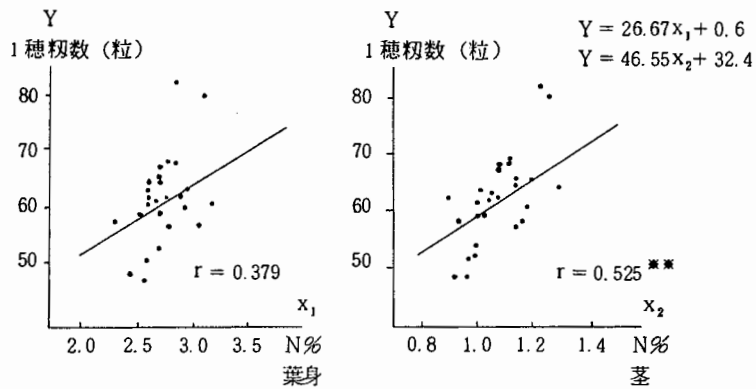 Y
1穂籾数（粒）
80
70
60
50
r = 0.379
x₁
2.0 2.5 3.0 3.5 N%
葉身
Y
1穂籾数（粒）
Y = 26.67x₁+ 0.6
Y = 46.55x₂+ 32.4
80
70
60
50
r = 0.525**
x₂
0.8 1.0 1.2 1.4 N%
茎